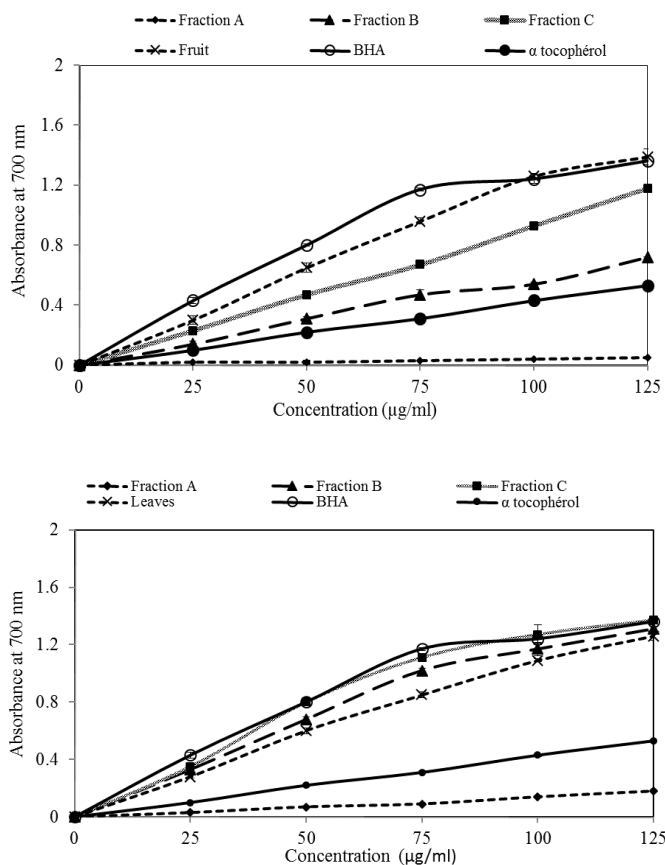 Fraction A Fraction B Fraction C
Fruit BHA α tocophérol
2
1.6
1.2
0.8
0.4
0
Absorbance at 700 nm
0 25 50 75 100 125
Concentration (µg/ml)
Fraction A Fraction B Fraction C
Leaves BHA α tocophérol
2
1.6
1.2
0.8
0.4
0
Absorbance at 700 nm
0 25 50 75 100 125
Concentration (µg/ml)